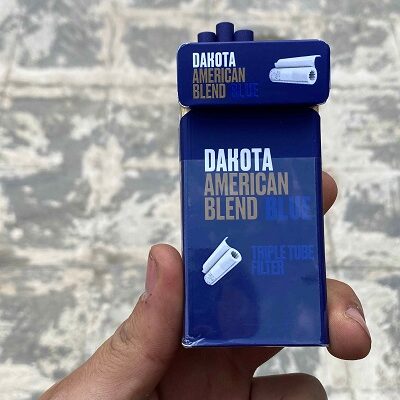 DAKOTA
AMERICAN
BLEND BLUE
DAKOTA
AMERICAN
BLEND BLUE
TRIPLE TUBE
FILTER